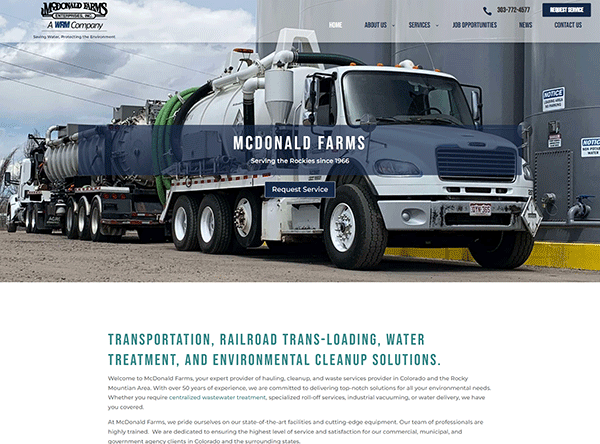 McDONALD FARMS
ENTERPRISES, INC.
A WRM Company
Saving Water, Protecting the Environment
303-772-4577
REQUEST SERVICE
HOME
ABOUT US
SERVICES
JOB OPPORTUNITIES
NEWS
CONTACT US
NOTICE
NOTICE
MCDONALD FARMS
Serving the Rockies since 1966
Request Service
TRANSPORTATION, RAILROAD TRANS-LOADING, WATER
TREATMENT, AND ENVIRONMENTAL CLEANUP SOLUTIONS.
Welcome to McDonald Farms, your expert provider of hauling, cleanup, and waste services provider in Colorado and the Rocky
Mountian Area. With over 50 years of experience, we are committed to delivering top-notch solutions for all your environmental needs.
Whether you require centralized wastewater treatment, specialized roll-off services, industrial vacuuming, or water delivery, we have
you covered.
At McDonald Farms, we pride ourselves on our state-of-the-art facilities and cutting-edge equipment. Our team of professionals are
highly trained. We are dedicated to ensuring the highest level of service and satisfaction for our commercial, municipal, and
government agency clients in Colorado and the surrounding states.